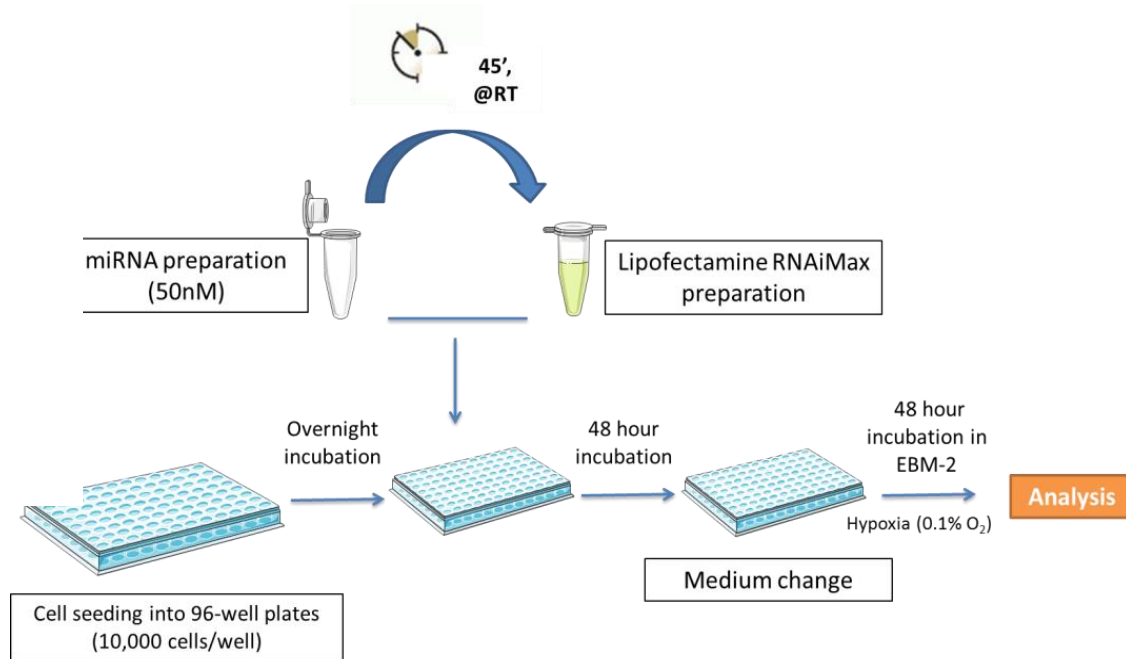 45’,
@RT
miRNA preparation
(50nM)
Lipofectamine RNAiMax
preparation
Overnight
incubation
48 hour
incubation
48 hour
incubation in
EBM-2
Hypoxia (0.1% O₂)
Analysis
Medium change
Cell seeding into 96-well plates
(10,000 cells/well)